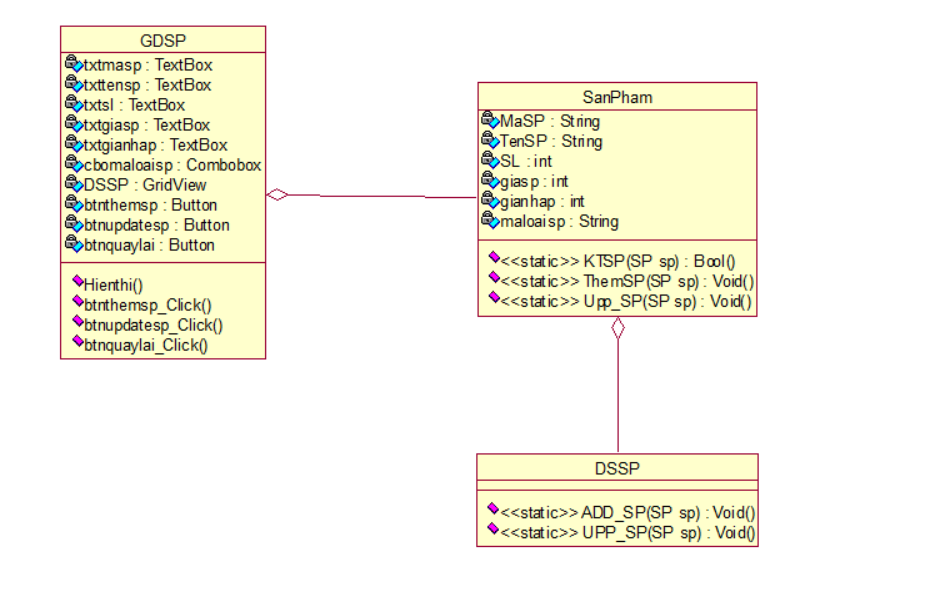 GDSP
txtmasp : TextBox
txttensp : TextBox
txtsl : TextBox
txtgiasp : TextBox
txtgianhap : TextBox
cbomaloaisp : Combobox
DSSP : GridView
btnthemsp : Button
btnupdatesp : Button
btnquaylai : Button
Hienthi()
btnthemsp_Click()
btnupdatesp_Click()
btnquaylai_Click()
SanPham
MaSP : String
TenSP : String
SL : int
giasp : int
gianhap : int
maloaisp : String
<<static>> KTSP(SP sp) : Bool()
<<static>> ThemSP(SP sp) : Void()
<<static>> Upp_SP(SP sp) : Void()
DSSP
<<static>> ADD_SP(SP sp) : Void()
<<static>> UPP_SP(SP sp) : Void()